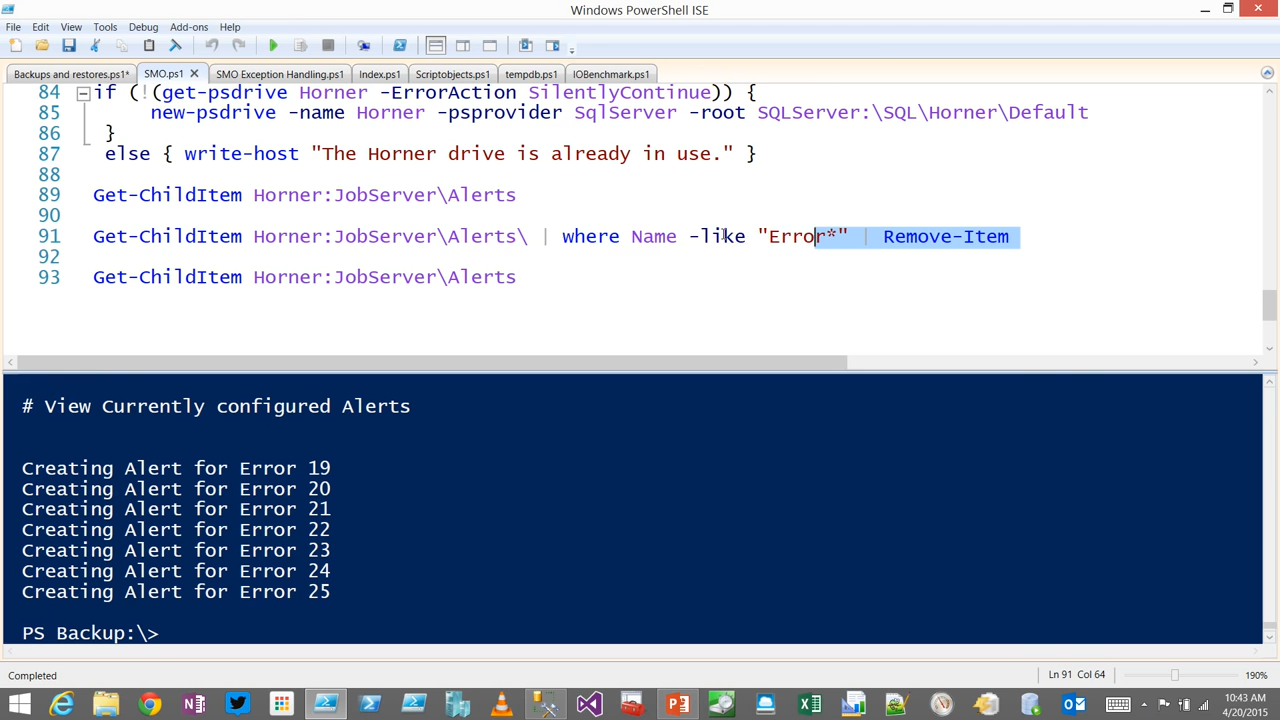 Windows PowerShell ISE
File Edit View Tools Debug Add-ons Help
Backups and restores.ps1* SMO.ps1 SMO Exception Handling.ps1 Index.ps1 Scriptobjects.ps1 tempdb.ps1 IOBenchmark.ps1
84 if (!(get-psdrive Horner -ErrorAction SilentlyContinue)) {
85 new-psdrive -name Horner -psprovider SqlServer -root SQLServer:\SQL\Horner\Default
86 }
87 else { write-host "The Horner drive is already in use." }
88
89 Get-ChildItem Horner:JobServer\Alerts
90
91 Get-ChildItem Horner:JobServer\Alerts\ | where Name -like "Error*" | Remove-Item
92
93 Get-ChildItem Horner:JobServer\Alerts
# View Currently configured Alerts
Creating Alert for Error 19
Creating Alert for Error 20
Creating Alert for Error 21
Creating Alert for Error 22
Creating Alert for Error 23
Creating Alert for Error 24
Creating Alert for Error 25
PS Backup:\>
Completed Ln 91 Col 64 190%
10:43 AM
4/20/2015